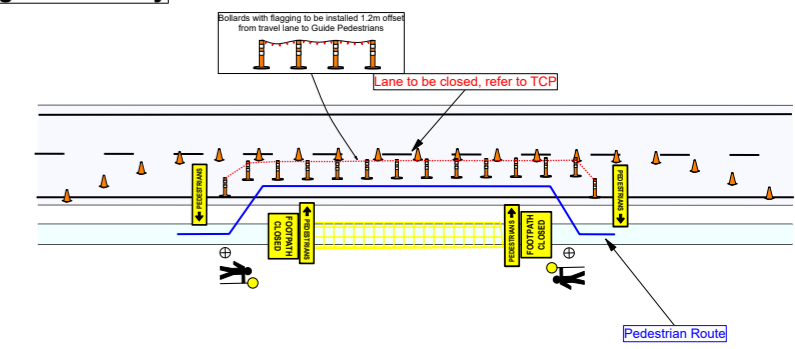 Bollards with flagging to be installed 1.2m offset
from travel lane to Guide Pedestrians
Lane to be closed, refer to TCP
PEDESTRIANS
PEDESTRIANS
FOOTPATH
CLOSED
PEDESTRIANS
PEDESTRIANS
FOOTPATH
CLOSED
Pedestrian Route